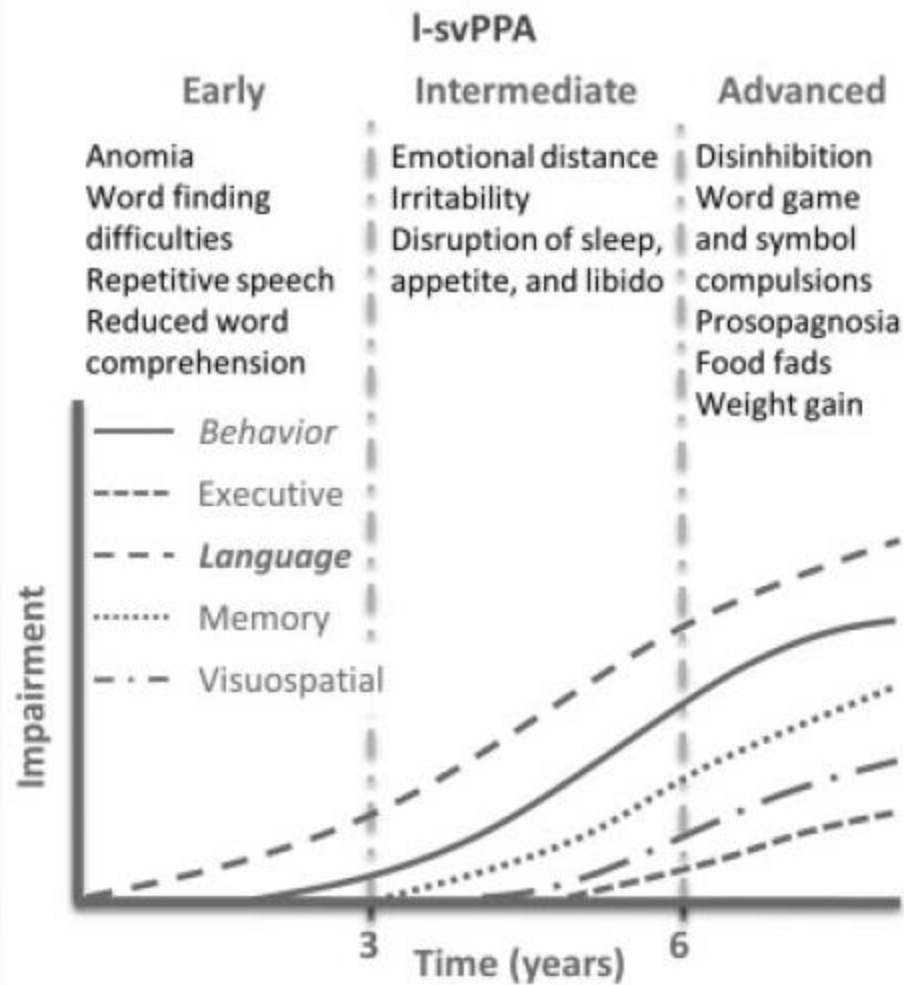 l-svPPA
Early
Intermediate
Advanced
Anomia
Word finding
difficulties
Repetitive speech
Reduced word
comprehension
Emotional distance
Irritability
Disruption of sleep,
appetite, and libido
Disinhibition
Word game
and symbol
compulsions
Prosopagnosia
Food fads
Weight gain
Behavior
Executive
Language
Memory
Visuospatial
Impairment
3
6
Time (years)